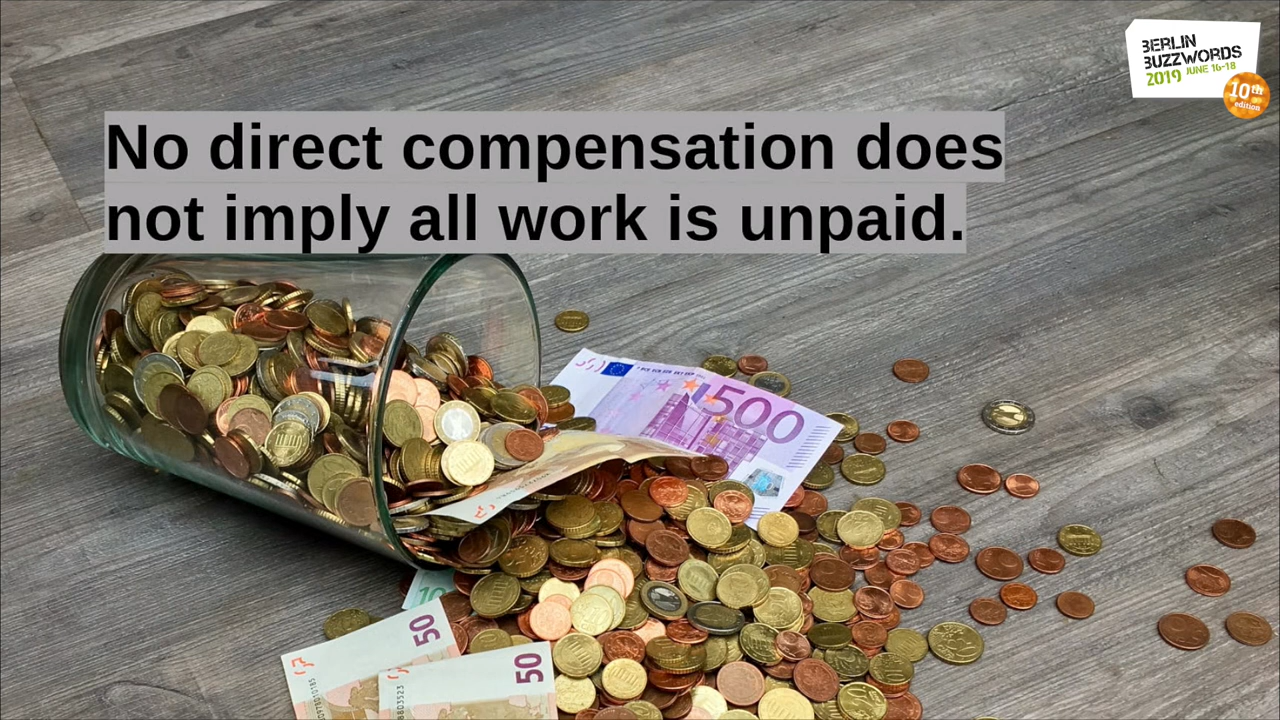 BERLIN
BUZZWORDS
2019 JUNE 16-18
10th
edition
No direct compensation does
not imply all work is unpaid.
500
50
50